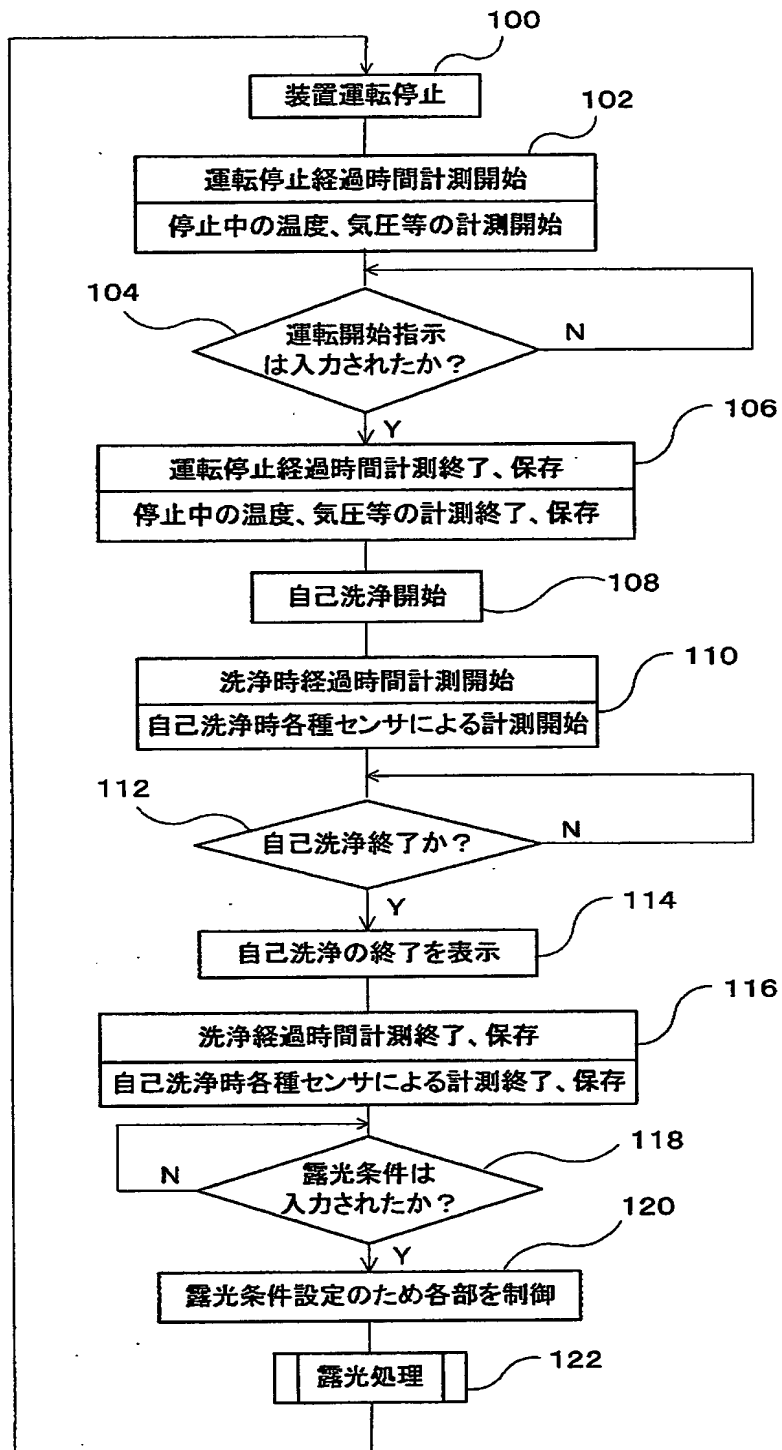 100
装置運転停止
102
運転停止経過時間計測開始
停止中の温度、気圧等の計測開始
104
運転開始指示
は入力されたか？
N
Y
106
運転停止経過時間計測終了、保存
停止中の温度、気圧等の計測終了、保存
自己洗浄開始
108
洗浄時経過時間計測開始
110
自己洗浄時各種センサによる計測開始
112
自己洗浄終了か？
N
Y
114
自己洗浄の終了を表示
116
洗浄経過時間計測終了、保存
自己洗浄時各種センサによる計測終了、保存
118
N
露光条件は
入力されたか？
120
Y
露光条件設定のため各部を制御
露光処理
122